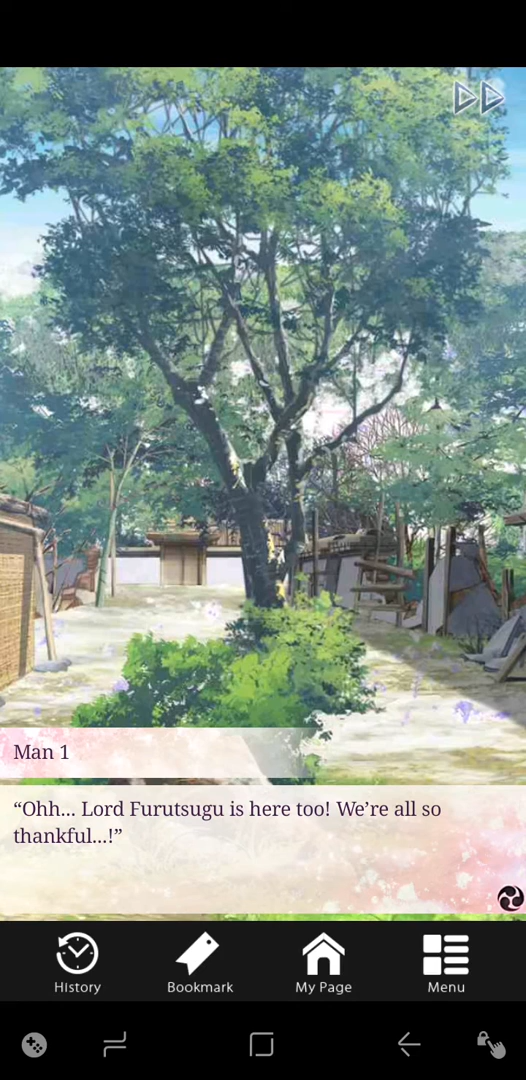 Man 1
“Ohh... Lord Furutsugu is here too! We’re all so
thankful...!”
History
Bookmark
My Page
Menu